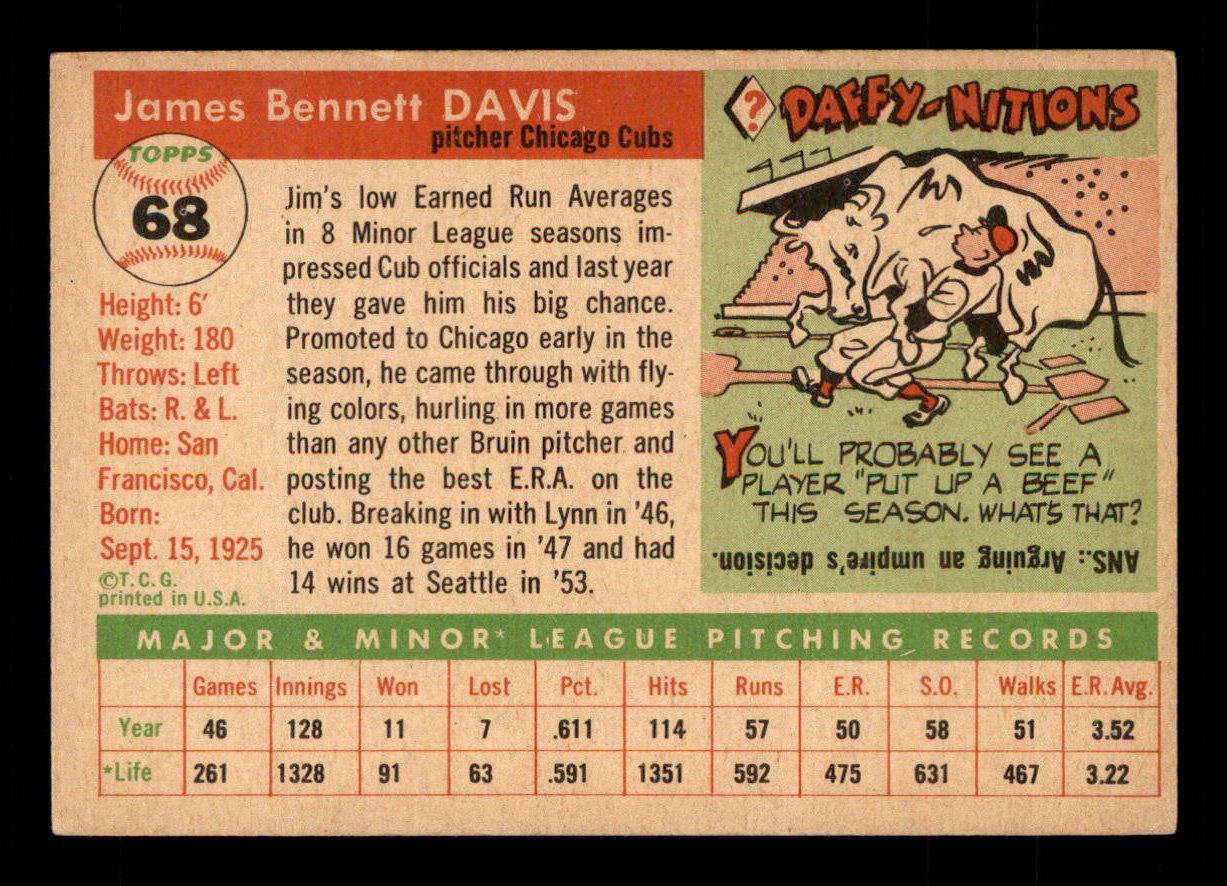 James Bennett DAVIS
pitcher Chicago Cubs
TOPPS
68
Height: 6'
Weight: 180
Throws: Left
Bats: R. & L.
Home: San
Francisco, Cal.
Born:
Sept. 15, 1925
©T.C.G.
printed in U.S.A.
Jim's low Earned Run Averages
in 8 Minor League seasons im-
pressed Cub officials and last year
they gave him his big chance.
Promoted to Chicago early in the
season, he came through with fly-
ing colors, hurling in more games
than any other Bruin pitcher and
posting the best E.R.A. on the
club. Breaking in with Lynn in '46,
he won 16 games in '47 and had
14 wins at Seattle in '53.
? DAFFY-NITIONS
YOU'LL PROBABLY SEE A
PLAYER "PUT UP A BEEF"
THIS SEASON. WHAT'S THAT?
ANS.: Arguing an umpire's decision.
MAJOR & MINOR* LEAGUE PITCHING RECORDS
Games Innings Won Lost Pct. Hits Runs E.R. S.O. Walks E.R. Avg.
Year 46 128 11 7 .611 114 57 50 58 51 3.52
*Life 261 1328 91 63 .591 1351 592 475 631 467 3.22